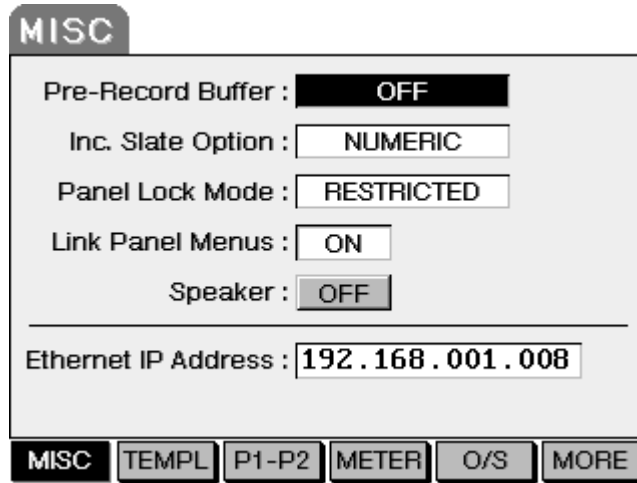 MISC
Pre-Record Buffer : OFF
Inc. Slate Option : NUMERIC
Panel Lock Mode : RESTRICTED
Link Panel Menus : ON
Speaker : OFF
Ethernet IP Address : 192.168.001.008
MISC TEMPL P1-P2 METER O/S MORE